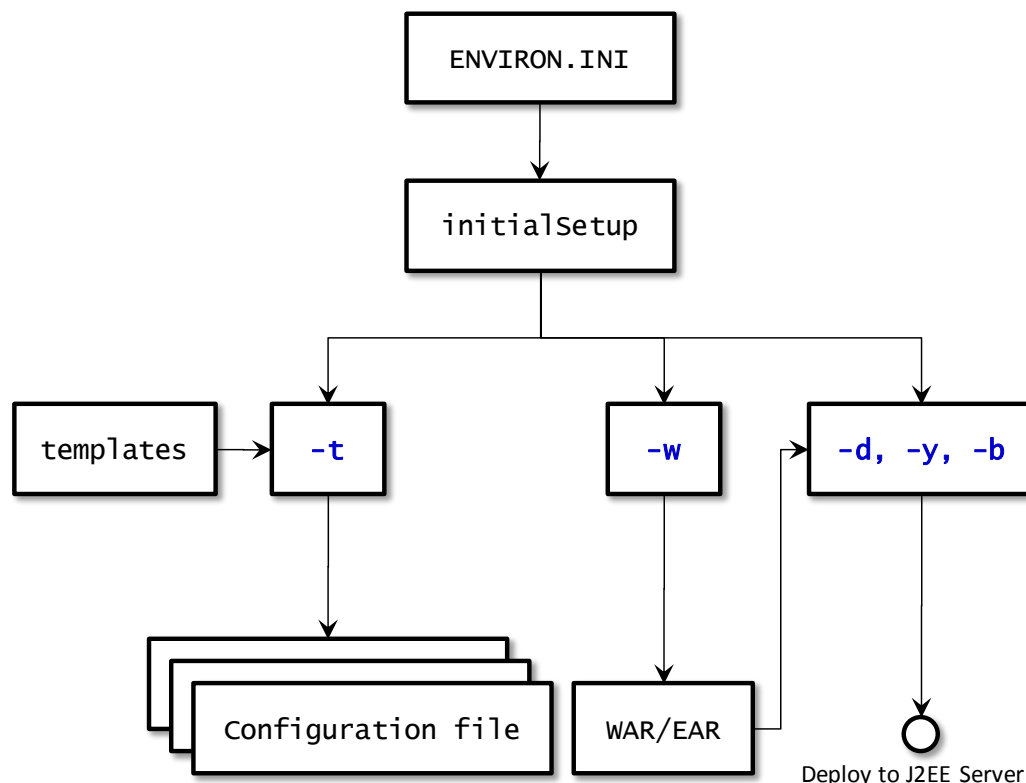 ENVIRON.INI
initialSetup
templates
-t
-w
-d, -y, -b
Configuration file
WAR/EAR
Deploy to J2EE Server